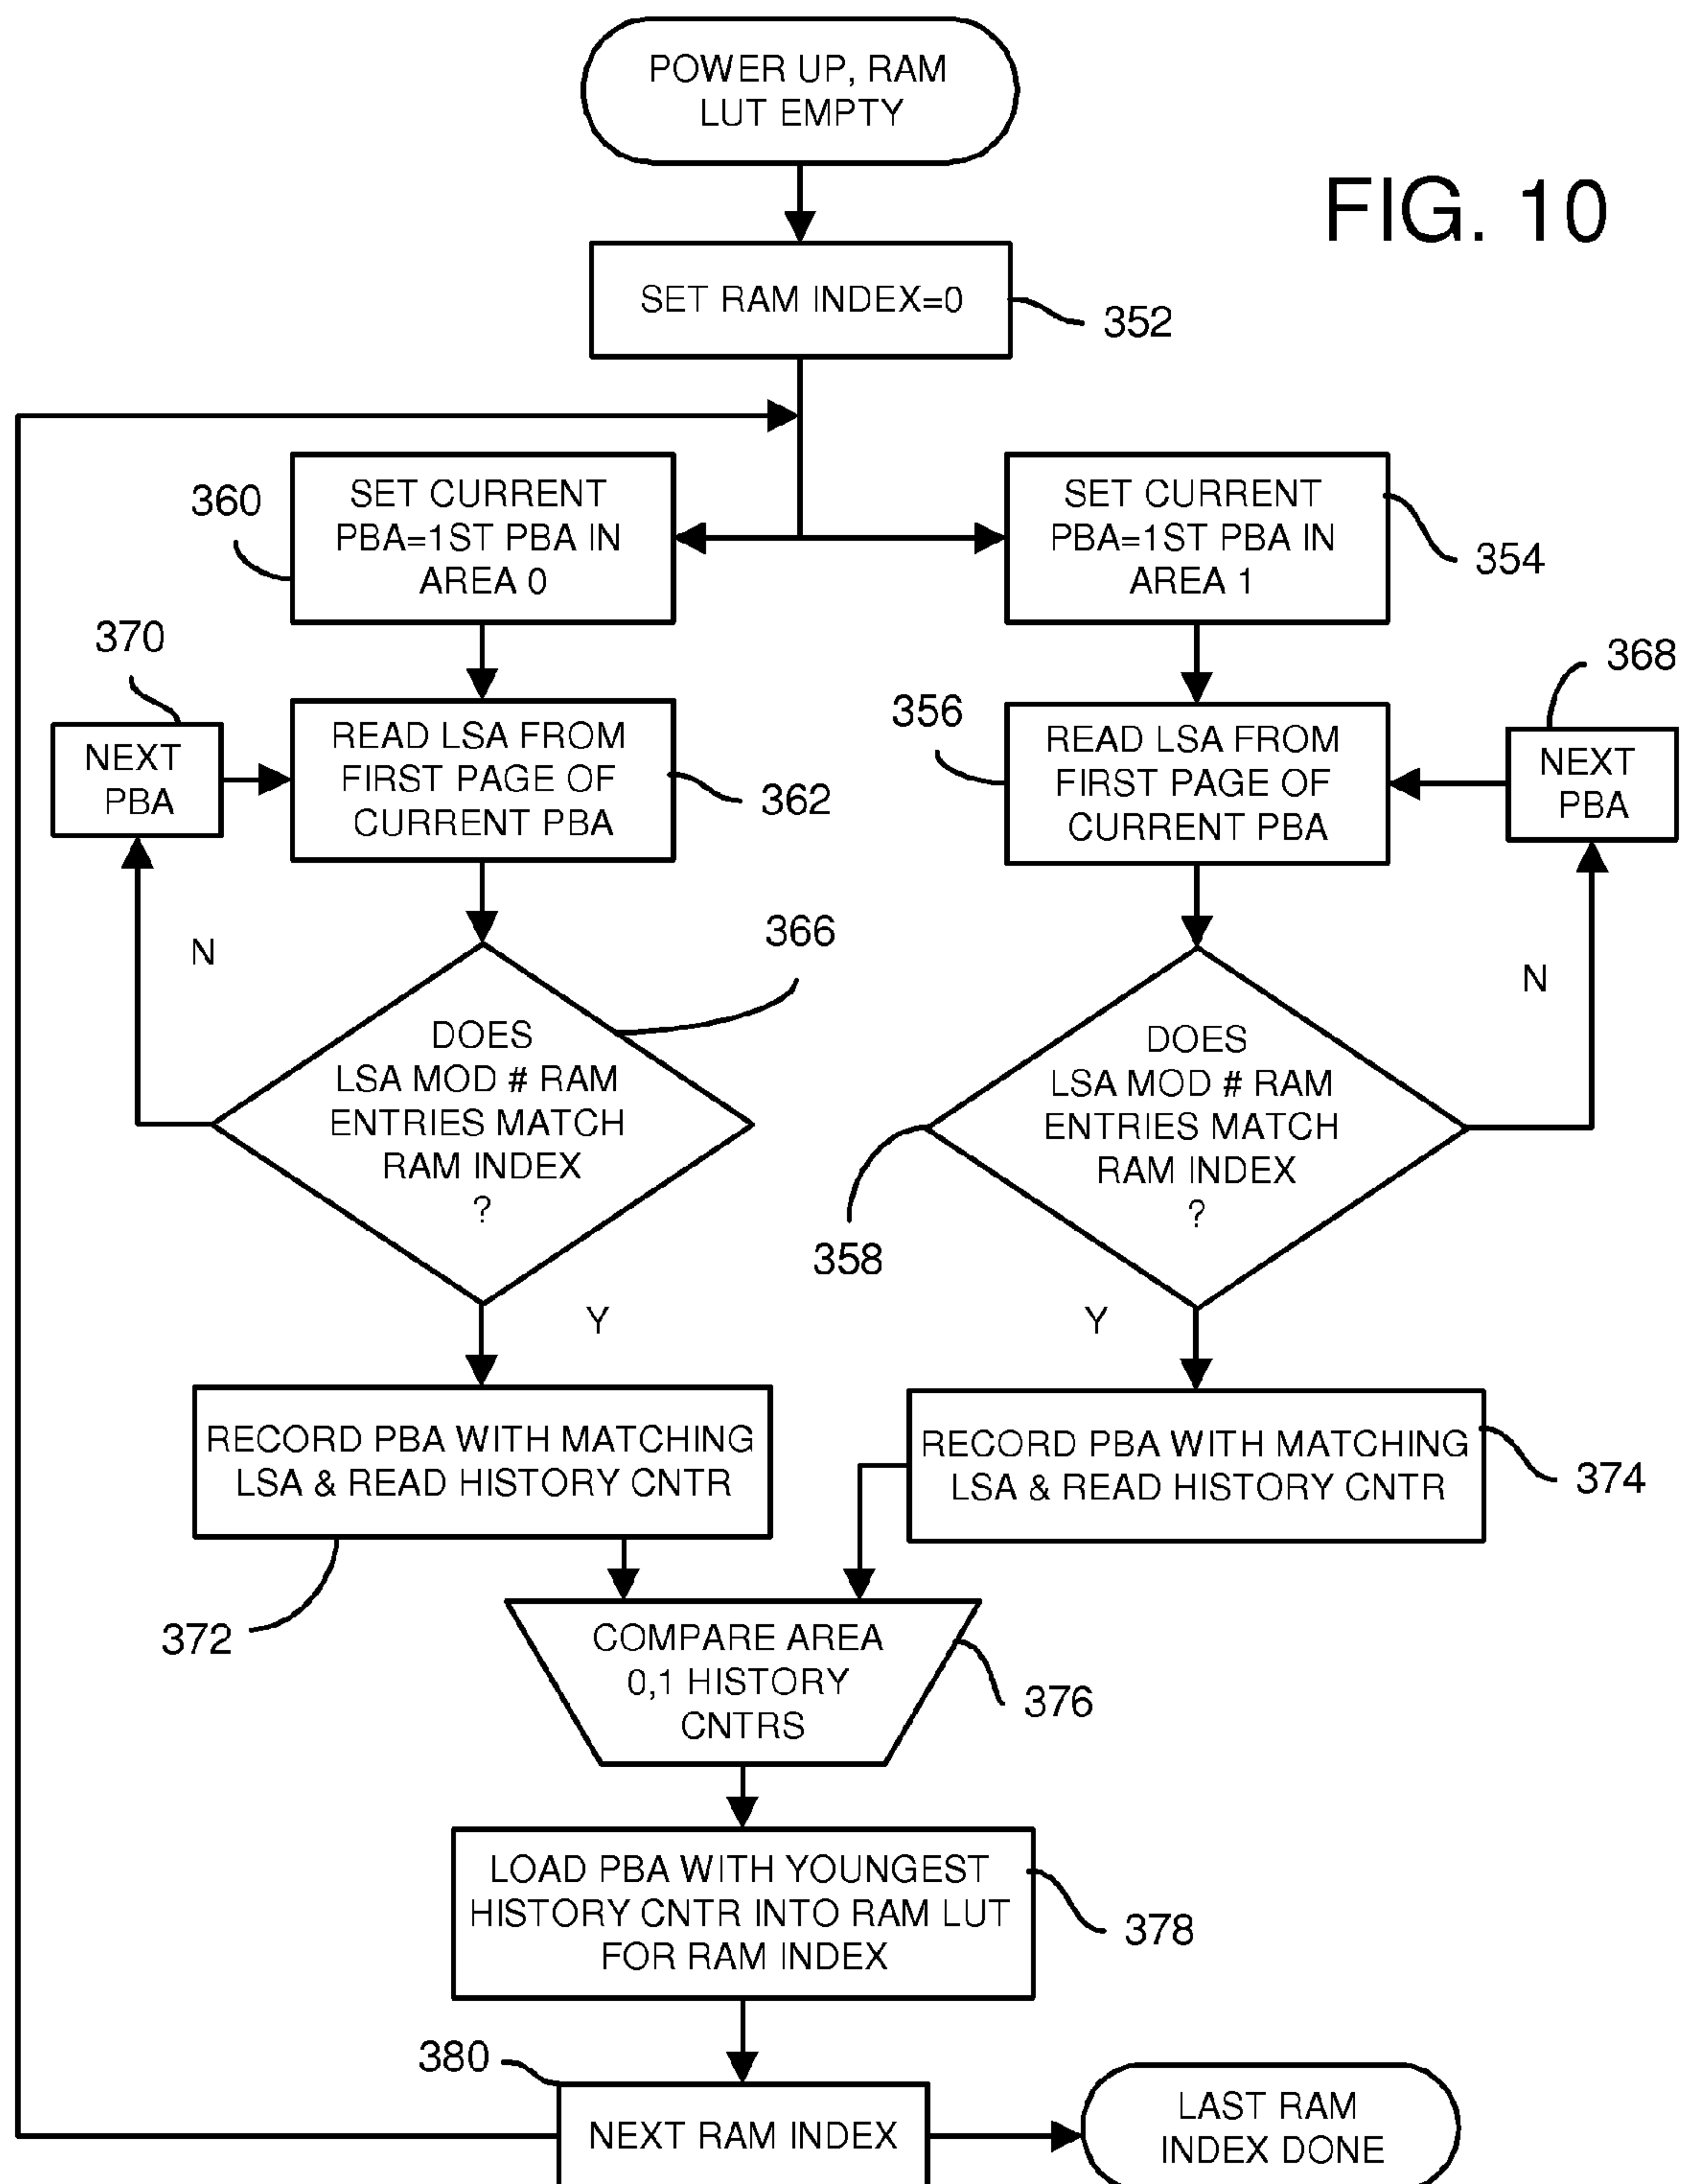 POWER UP, RAM
LUT EMPTY
FIG. 10
SET RAM INDEX=0
352
360
SET CURRENT
PBA=1ST PBA IN
AREA 0
SET CURRENT
PBA=1ST PBA IN
AREA 1
354
370
NEXT
PBA
READ LSA FROM
FIRST PAGE OF
CURRENT PBA
362
356
READ LSA FROM
FIRST PAGE OF
CURRENT PBA
368
NEXT
PBA
N
366
DOES
LSA MOD # RAM
ENTRIES MATCH
RAM INDEX
?
N
DOES
LSA MOD # RAM
ENTRIES MATCH
RAM INDEX
?
358
Y
Y
RECORD PBA WITH MATCHING
LSA & READ HISTORY CNTR
372
RECORD PBA WITH MATCHING
LSA & READ HISTORY CNTR
374
COMPARE AREA
0,1 HISTORY
CNTRS
376
LOAD PBA WITH YOUNGEST
HISTORY CNTR INTO RAM LUT
FOR RAM INDEX
378
380
NEXT RAM INDEX
LAST RAM
INDEX DONE